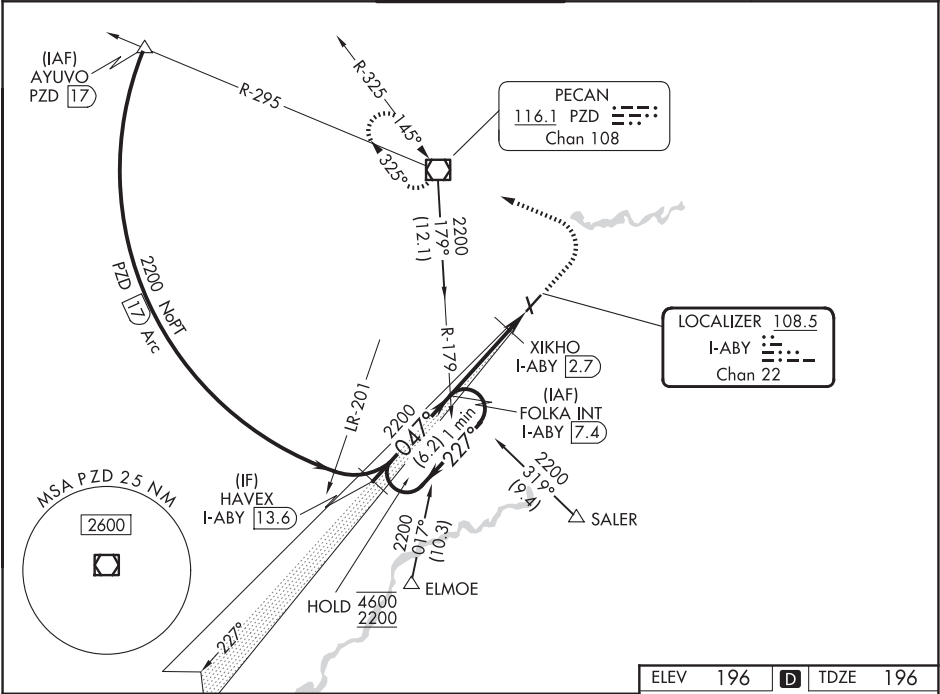 (IAF)
AYUVO
PZD 17
R-295
R-325
145°
325°
PECAN
116.1 PZD
Chan 108
2200
179°
(12.1)
R-179
2200 NoPT
PZD 17 Arc
LOCALIZER 108.5
I-ABY
Chan 22
XIKHO
I-ABY 2.7
(IAF)
FOLKA INT
I-ABY 7.4
LR-201
2200
047°
(6.2) 1 min
227°
2200
319°
(9.4)
SALER
(IF)
HAVEX
I-ABY 13.6
2200
017°
(10.3)
ELMOE
HOLD 4600
2200
MSA PZD 25 NM
2600
227°
ELEV 196 D TDZE 196